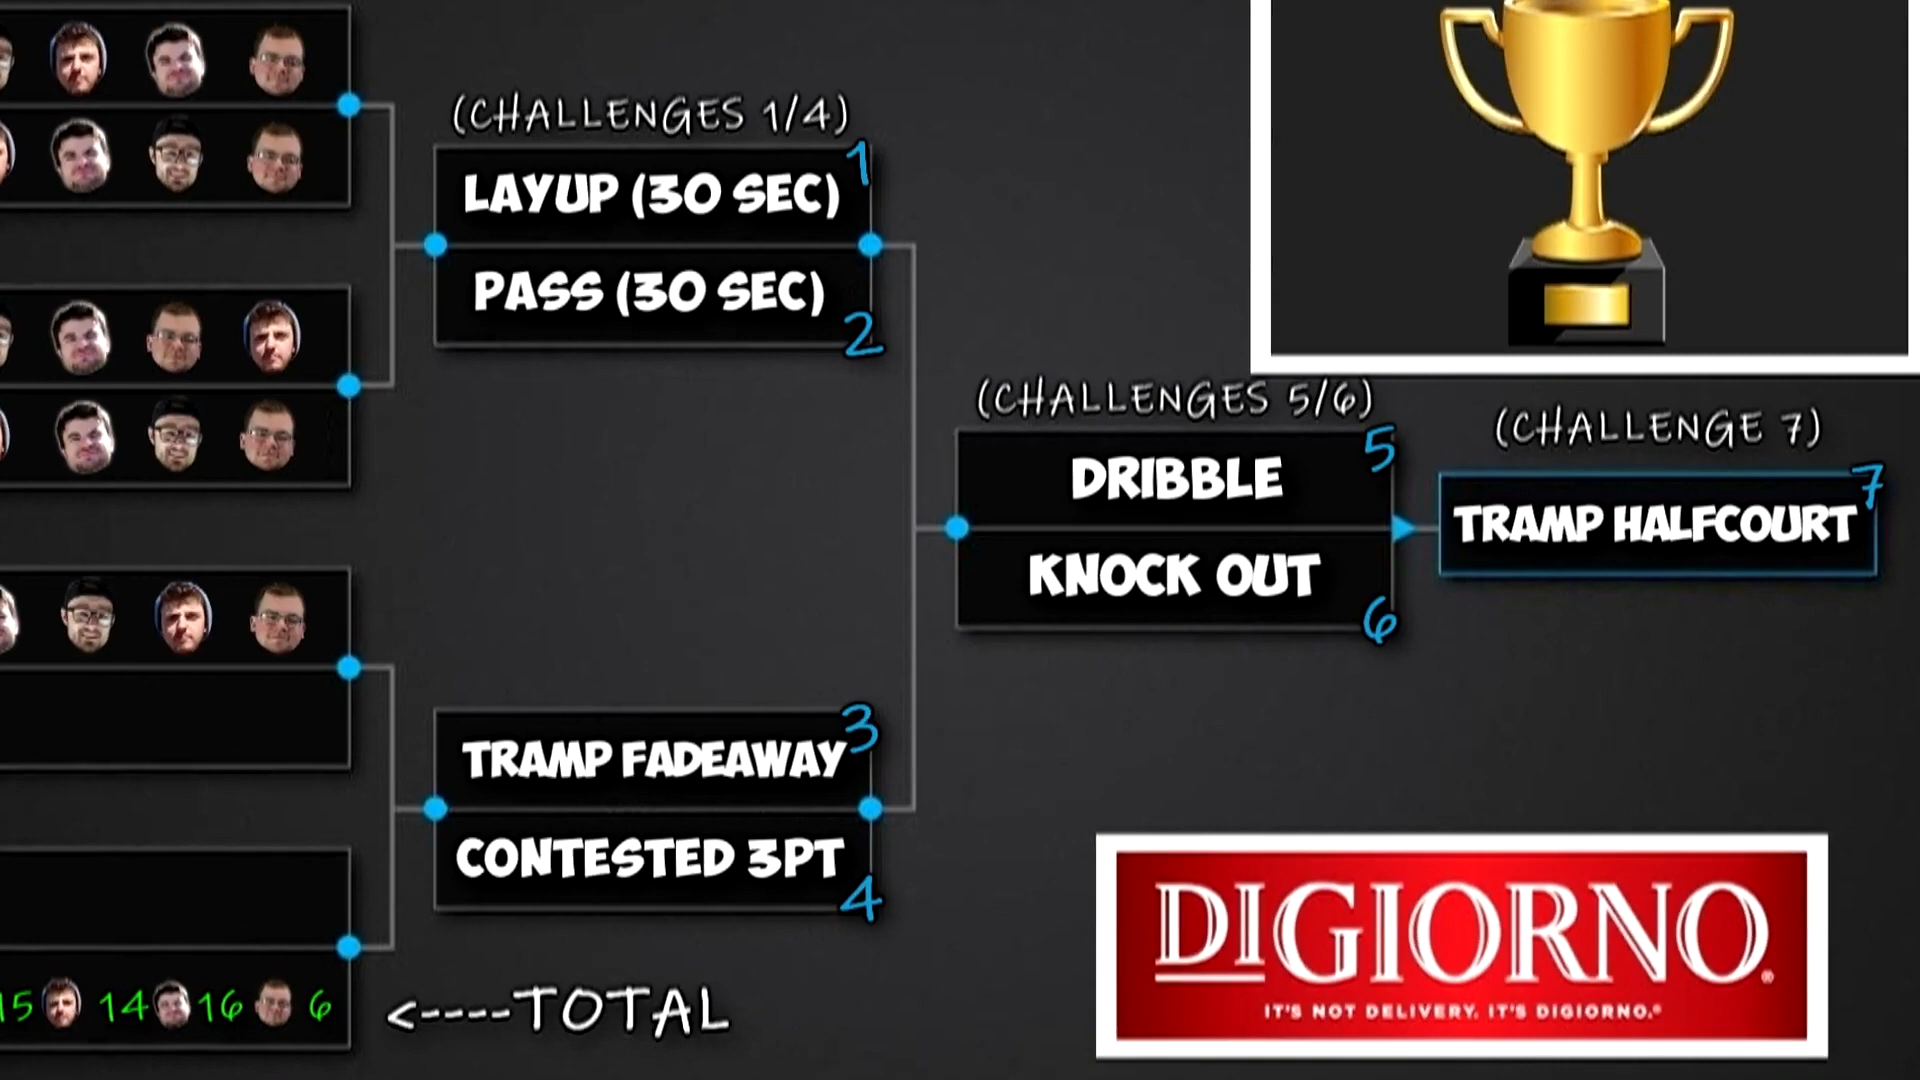 (CHALLENGES 1/4)
1
LAYUP (30 SEC)
PASS (30 SEC)
2
(CHALLENGES 5/6)
5
DRIBBLE
KNOCK OUT
6
(CHALLENGE 7)
7
TRAMP HALFCOURT
3
TRAMP FADEAWAY
CONTESTED 3PT
4
15 14 16 6
<----TOTAL
DIGIORNO®
IT'S NOT DELIVERY. IT'S DIGIORNO.®